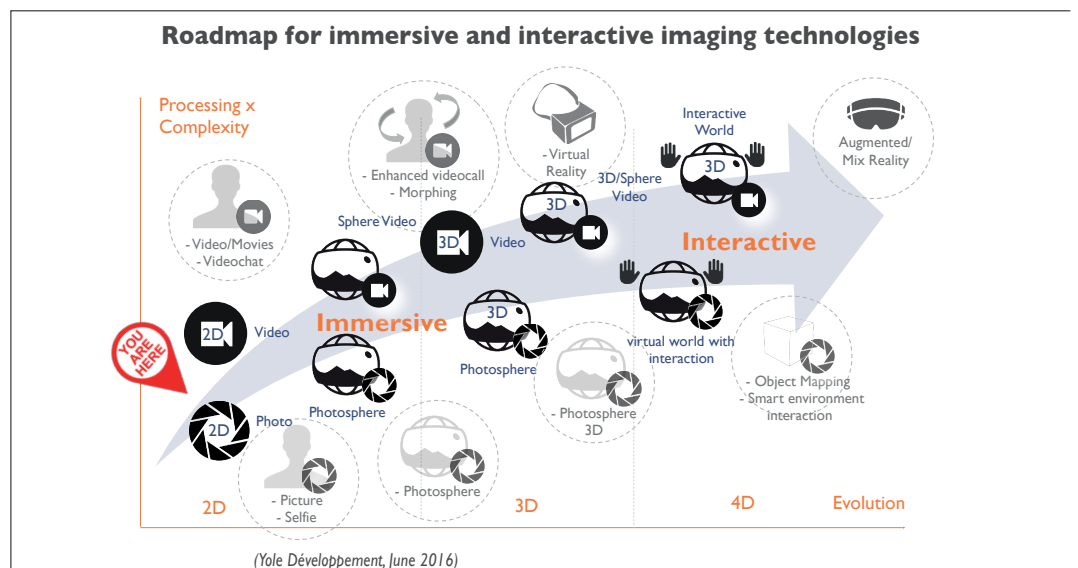 Roadmap for immersive and interactive imaging technologies
Processing x
Complexity
- Enhanced videocall
- Morphing
- Virtual
Reality
Interactive
World
3D
Augmented/
Mix Reality
- Video/Movies
- Videochat
Sphere Video
3D
Video
3D/Sphere
Video
3D
Interactive
Immersive
YOU
ARE
HERE
2D
Video
3D
Photosphere
virtual world with
interaction
2D
Photo
Photosphere
- Photosphere
3D
- Object Mapping
- Smart environment
interaction
- Picture
- Selfie
- Photosphere
2D
3D
4D
Evolution
(Yole Développement, June 2016)